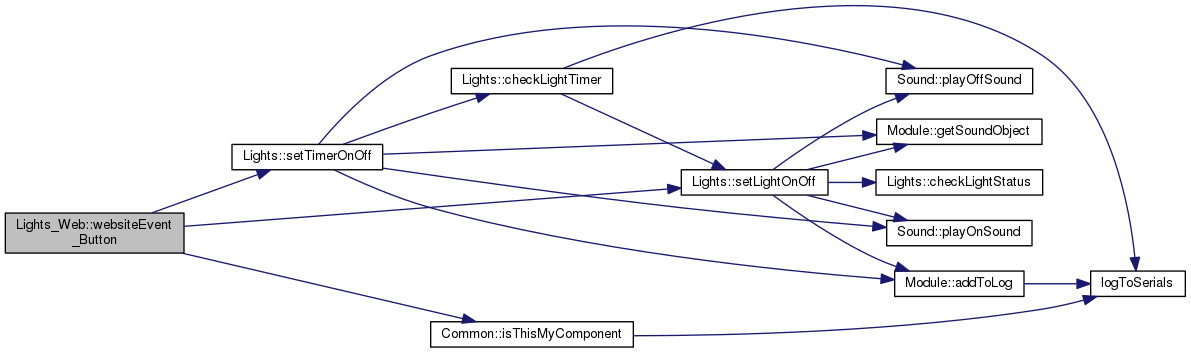 Lights_Web::websiteEvent
_Button
Lights::setTimerOnOff
Lights::checkLightTimer
Common::isThisMyComponent
Lights::setLightOnOff
Sound::playOffSound
Module::getSoundObject
Lights::checkLightStatus
Sound::playOnSound
Module::addToLog
logToSerials